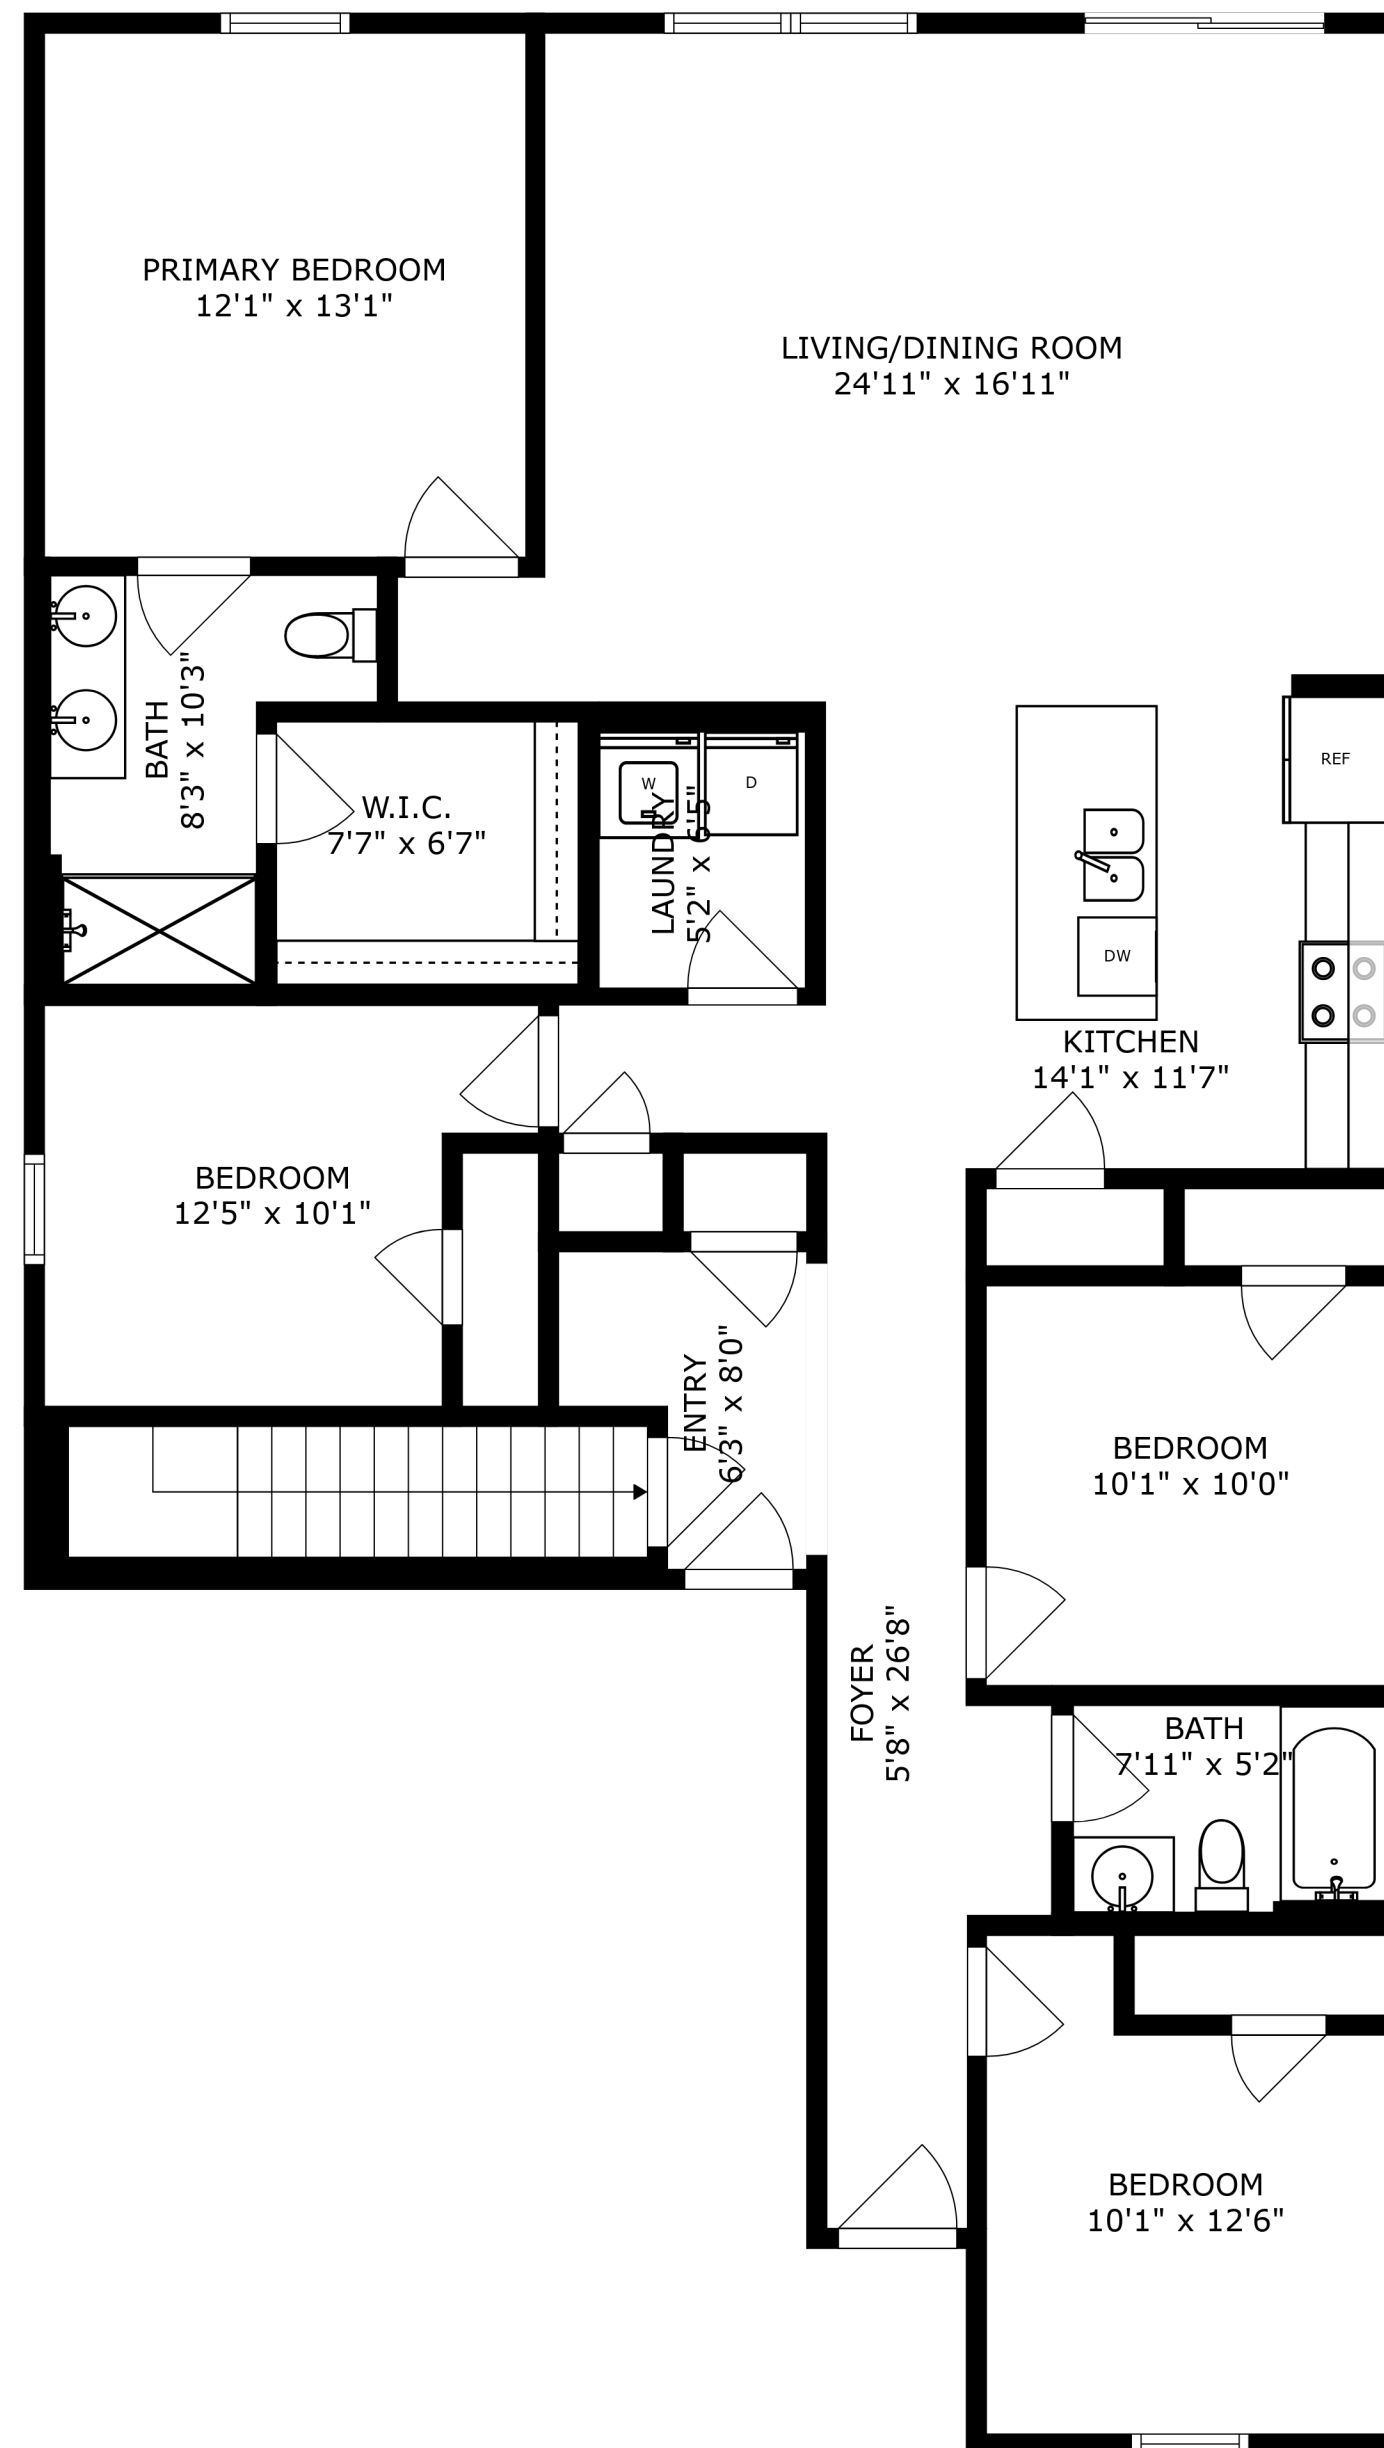 PRIMARY BEDROOM
12'1" x 13'1"
LIVING/DINING ROOM
24'11" x 16'11"
BATH
8'3" x 10'3"
W.I.C.
7'7" x 6'7"
W
D
LAUNDRY
5'2" x 6'5"
REF
DW
KITCHEN
14'1" x 11'7"
BEDROOM
12'5" x 10'1"
ENTRY
6'3" x 8'0"
BEDROOM
10'1" x 10'0"
FOYER
5'8" x 26'8"
BATH
7'11" x 5'2"
BEDROOM
10'1" x 12'6"